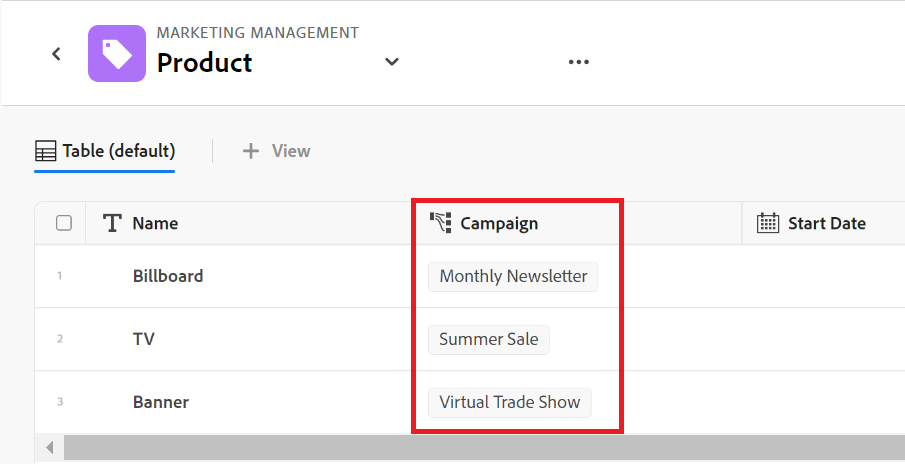 MARKETING MANAGEMENT
Product
Table (default) View
Name Campaign Start Date
1 Billboard Monthly Newsletter
2 TV Summer Sale
3 Banner Virtual Trade Show